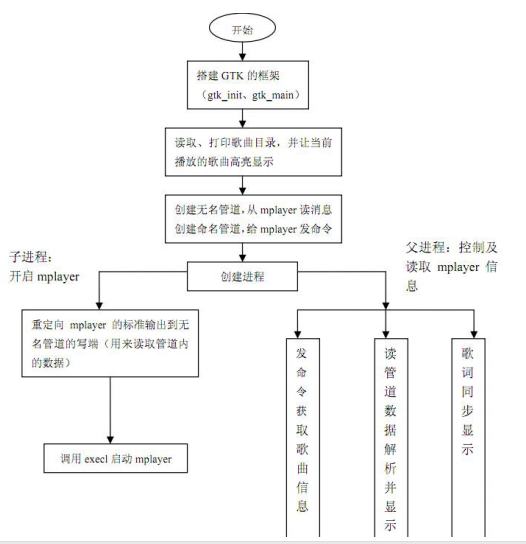 开始
搭建 GTK 的框架
（gtk_init、gtk_main）
读取、打印歌曲目录，并让当前
播放的歌曲高亮显示
创建无名管道，从 mplayer 读消息
创建命名管道，给 mplayer 发命令
子进程：
开启 mplayer
创建进程
父进程：控制及
读取 mplayer 信
息
重定向 mplayer 的标准输出到无
名管道的写端（用来读取管道内
的数据）
调用 execl 启动 mplayer
发命令获取歌曲信息
读管道数据解析并显示
歌词同步显示